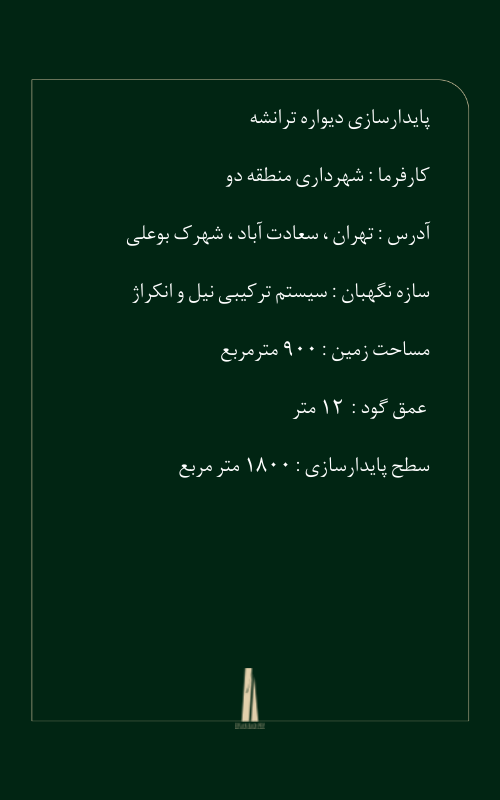 پایدارسازی دیواره ترانشه
کارفرما : شهرداری منطقه دو
آدرس : تهران ، سعادت آباد ، شهرک بوعلی
سازه نگهبان : سیستم ترکیبی نیل و انکراژ
مساحت زمین : ۹۰۰ مترمربع
عمق گود : ۱۲ متر
سطح پایدارسازی : ۱۸۰۰ متر مربع